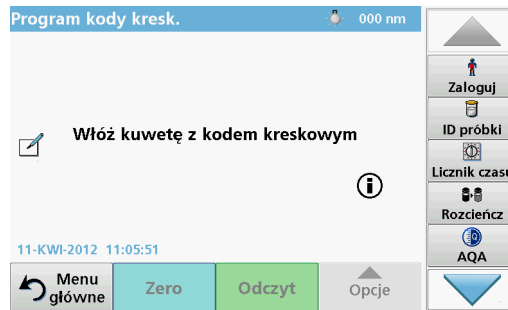 Program kody kresk.
000 nm
Włóż kuwetę z kodem kreskowym
11-KWI-2012 11:05:51
Menu
główne
Zero
Odczyt
Opcje
Zaloguj
ID próbki
Licznik czasu
Rozcieńcz
AQA